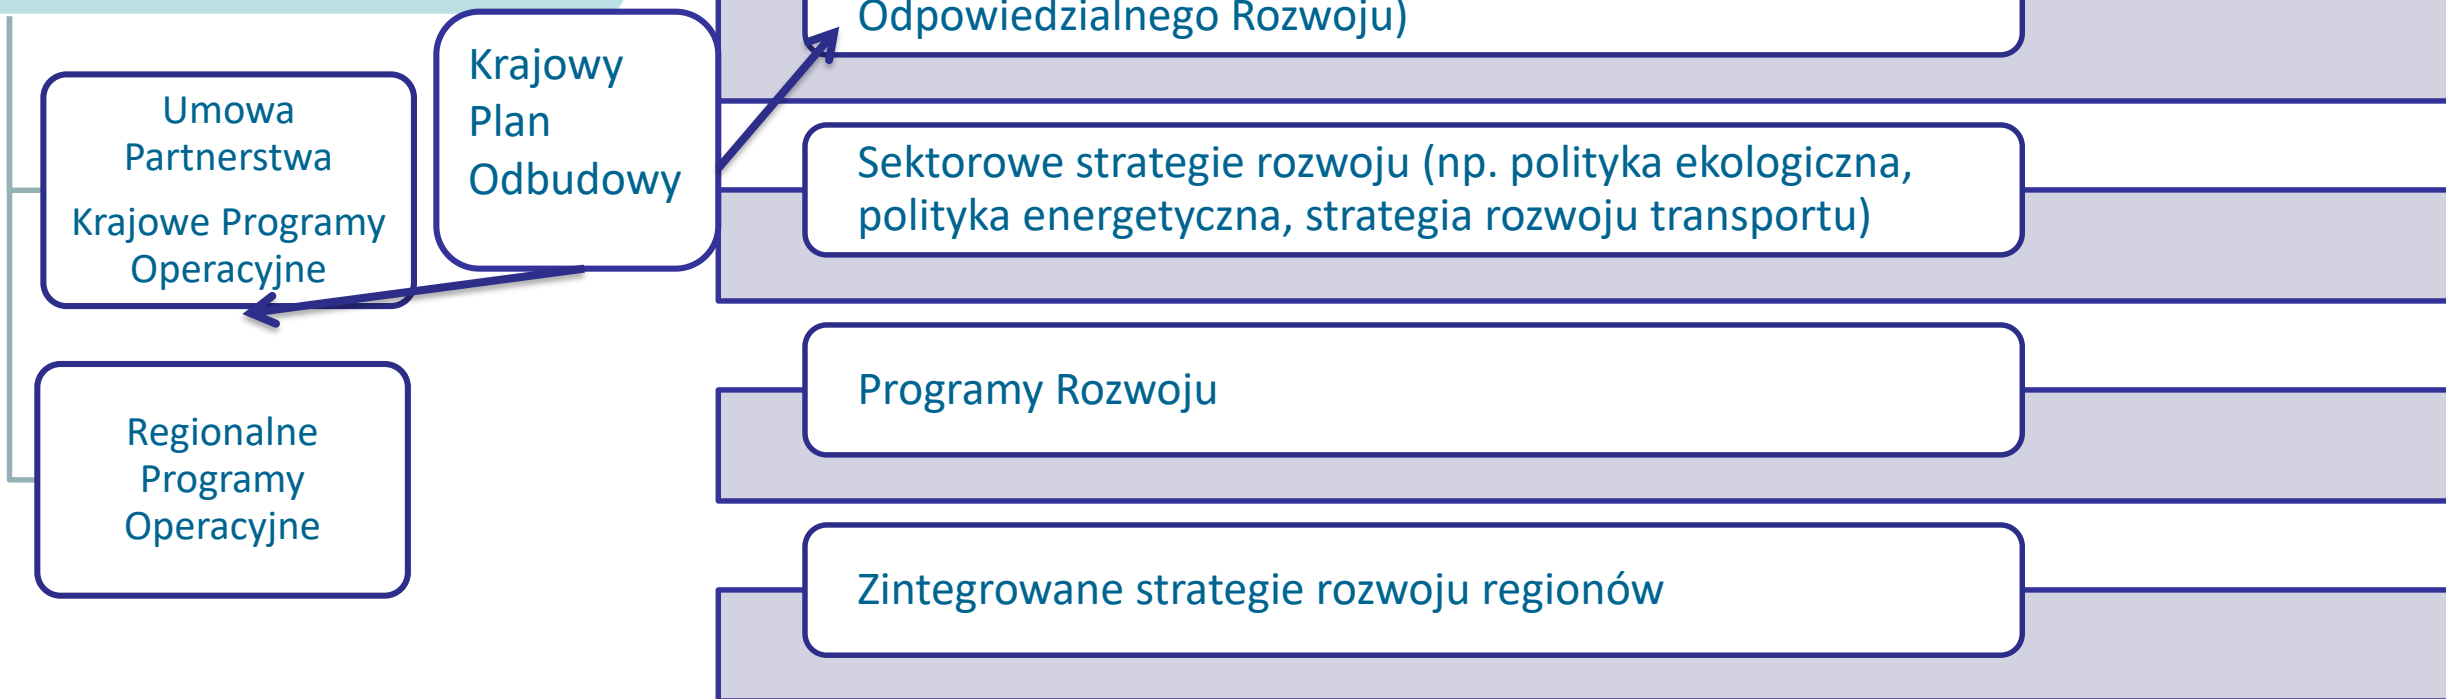 Umowa
Partnerstwa
Krajowe Programy
Operacyjne
Regionalne
Programy
Operacyjne
Krajowy
Plan
Odbudowy
Odpowiedzialnego Rozwoju)
Sektorowe strategie rozwoju (np. polityka ekologiczna,
polityka energetyczna, strategia rozwoju transportu)
Programy Rozwoju
Zintegrowane strategie rozwoju regionów